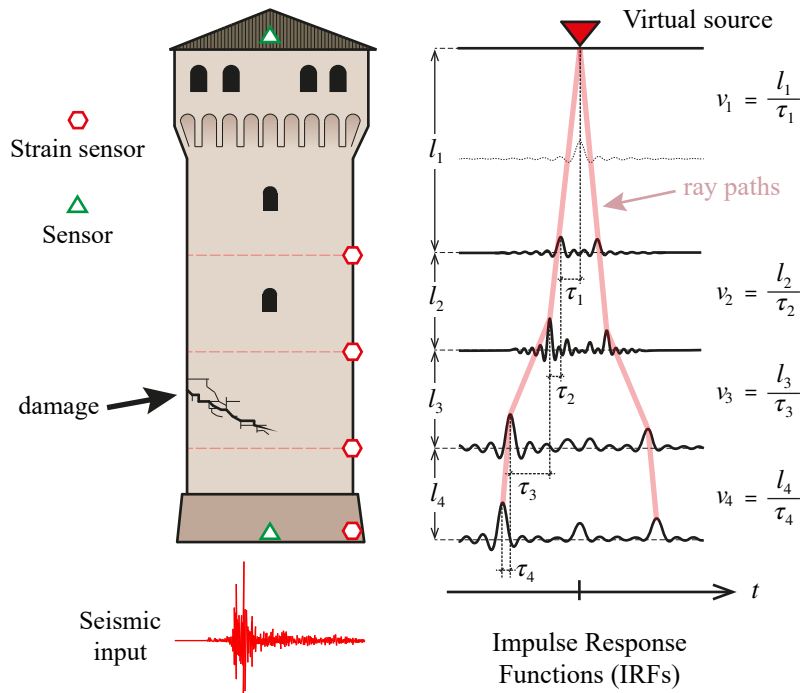 Strain sensor
Sensor
damage
Seismic
input
Virtual source
l₁
l₂
l₃
l₄
ray paths
τ₁
τ₂
τ₃
τ₄
v₁ = l₁/τ₁
v₂ = l₂/τ₂
v₃ = l₃/τ₃
v₄ = l₄/τ₄
t
Impulse Response
Functions (IRFs)